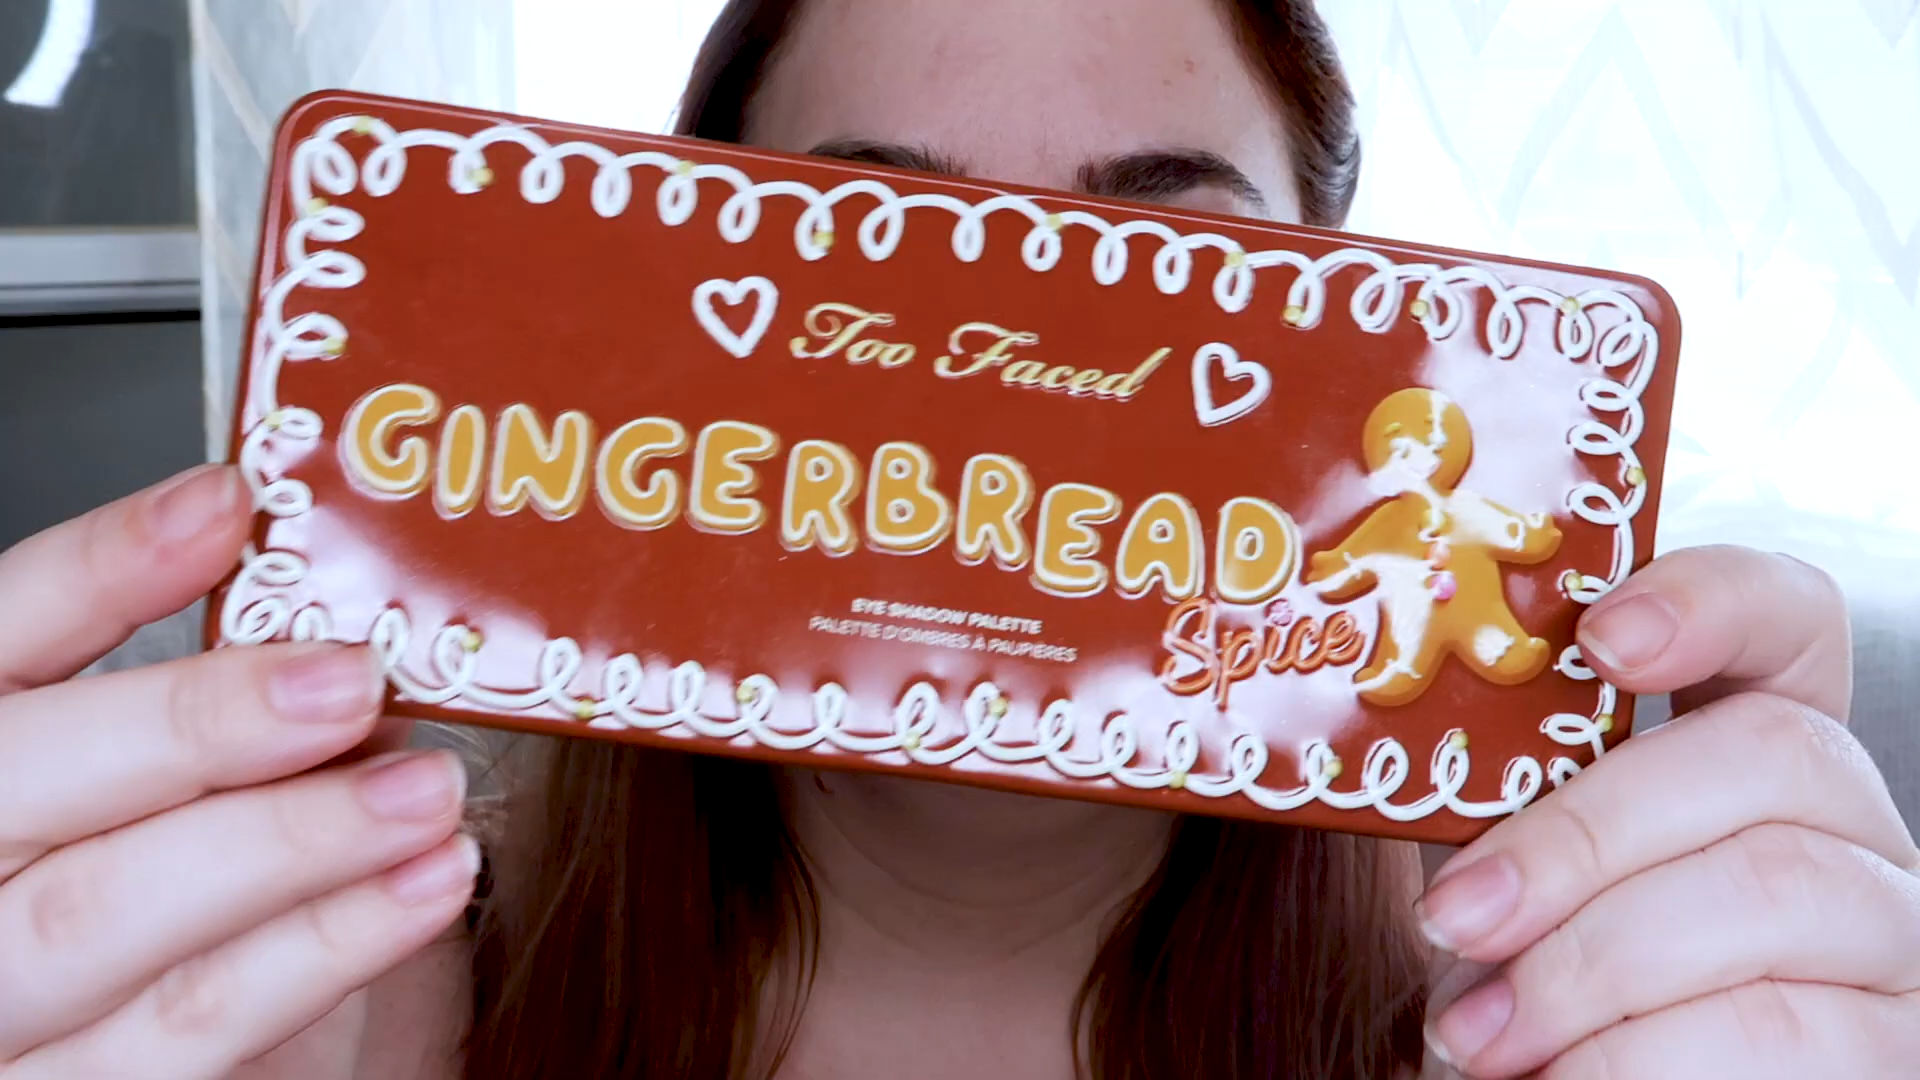 Too Faced
GINGERBREAD
Spice
EYE SHADOW PALETTE
PALETTE D'OMBRES À PAUPIÈRES